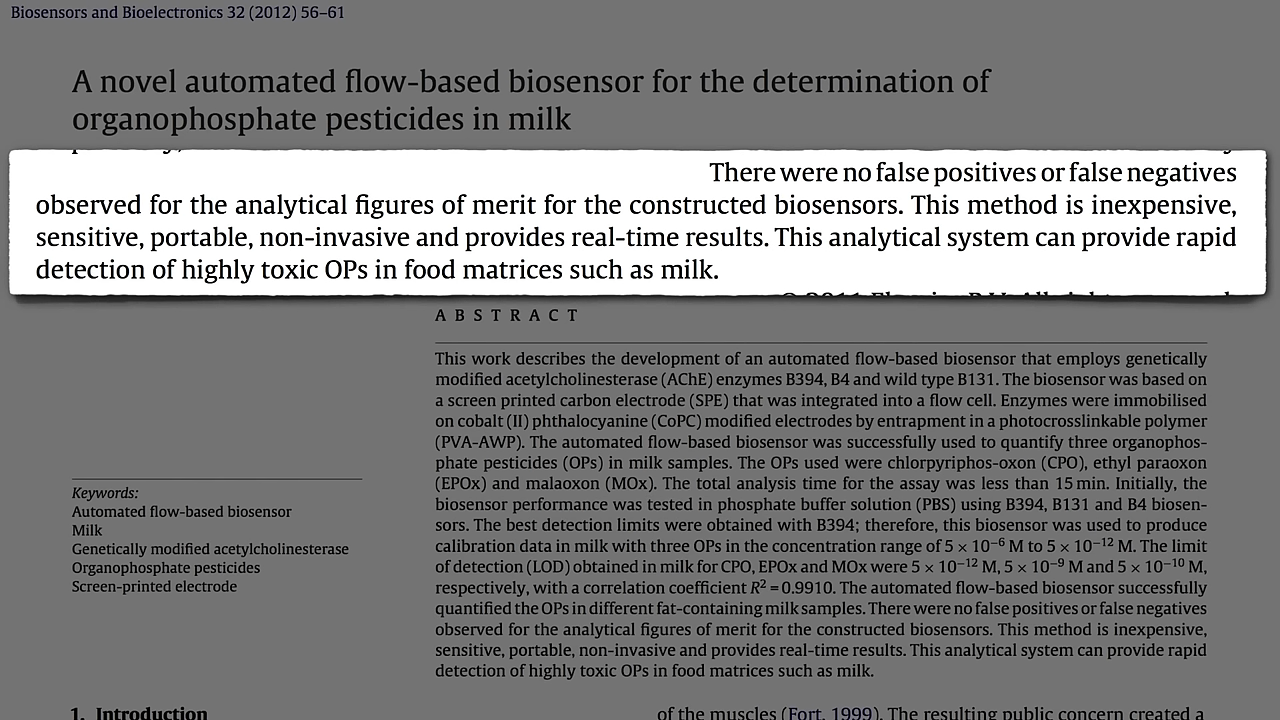 Biosensors and Bioelectronics 32 (2012) 56–61
A novel automated flow-based biosensor for the determination of
organophosphate pesticides in milk
There were no false positives or false negatives
observed for the analytical figures of merit for the constructed biosensors. This method is inexpensive,
sensitive, portable, non-invasive and provides real-time results. This analytical system can provide rapid
detection of highly toxic OPs in food matrices such as milk.
ABSTRACT
This work describes the development of an automated flow-based biosensor that employs genetically
modified acetylcholinesterase (AChE) enzymes B394, B4 and wild type B131. The biosensor was based on
a screen printed carbon electrode (SPE) that was integrated into a flow cell. Enzymes were immobilised
on cobalt (II) phthalocyanine (CoPC) modified electrodes by entrapment in a photocrosslinkable polymer
(PVA-AWP). The automated flow-based biosensor was successfully used to quantify three organophos-
phate pesticides (OPs) in milk samples. The OPs used were chlorpyriphos-oxon (CPO), ethyl paraoxon
(EPOx) and malaoxon (MOx). The total analysis time for the assay was less than 15 min. Initially, the
biosensor performance was tested in phosphate buffer solution (PBS) using B394, B131 and B4 biosen-
sors. The best detection limits were obtained with B394; therefore, this biosensor was used to produce
calibration data in milk with three OPs in the concentration range of 5 × 10⁻⁶ M to 5 × 10⁻¹² M. The limit
of detection (LOD) obtained in milk for CPO, EPOx and MOx were 5 × 10⁻¹² M, 5 × 10⁻⁹ M and 5 × 10⁻¹⁰ M,
respectively, with a correlation coefficient R² = 0.9910. The automated flow-based biosensor successfully
quantified the OPs in different fat-containing milk samples. There were no false positives or false negatives
observed for the analytical figures of merit for the constructed biosensors. This method is inexpensive,
sensitive, portable, non-invasive and provides real-time results. This analytical system can provide rapid
detection of highly toxic OPs in food matrices such as milk.
Keywords:
Automated flow-based biosensor
Milk
Genetically modified acetylcholinesterase
Organophosphate pesticides
Screen-printed electrode
1. Introduction
of the muscles (Fort, 1999). The resulting public concern created a